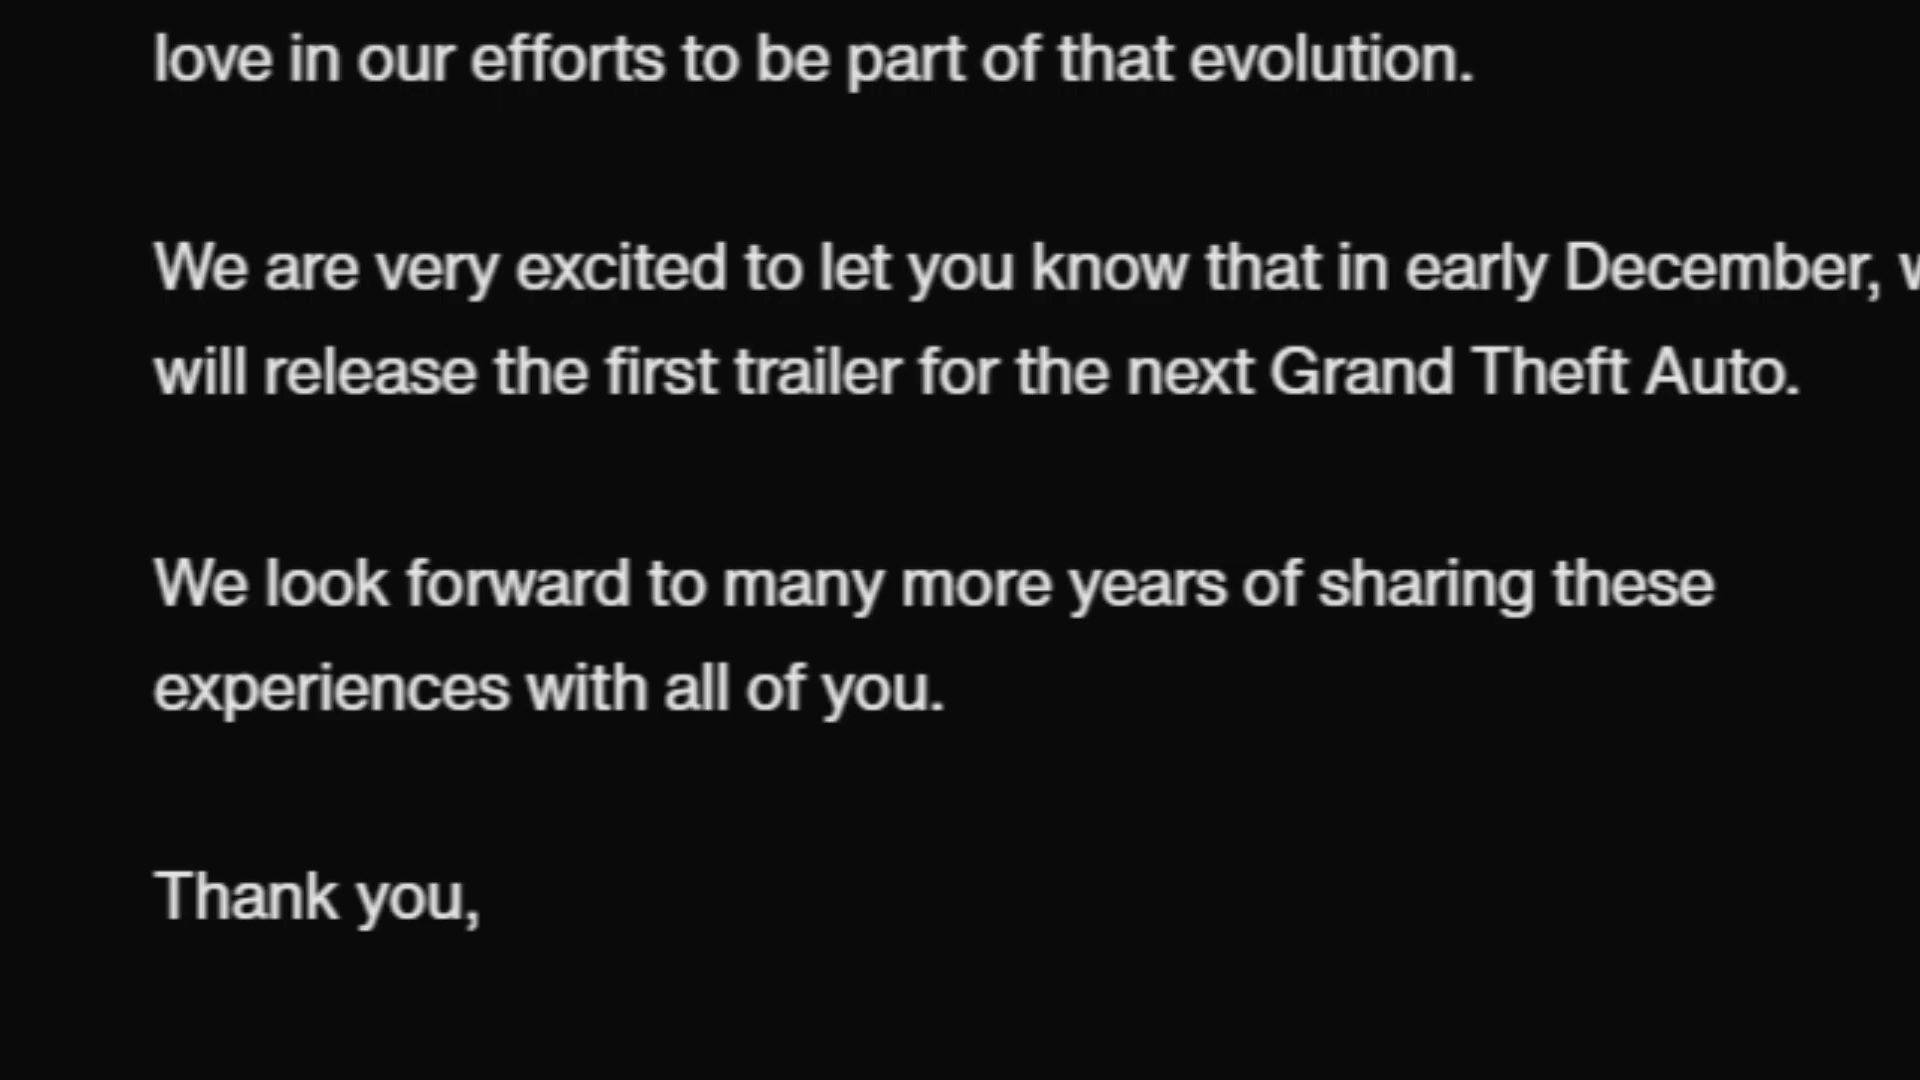 love in our efforts to be part of that evolution.
We are very excited to let you know that in early December,
will release the first trailer for the next Grand Theft Auto.
We look forward to many more years of sharing these
experiences with all of you.
Thank you,